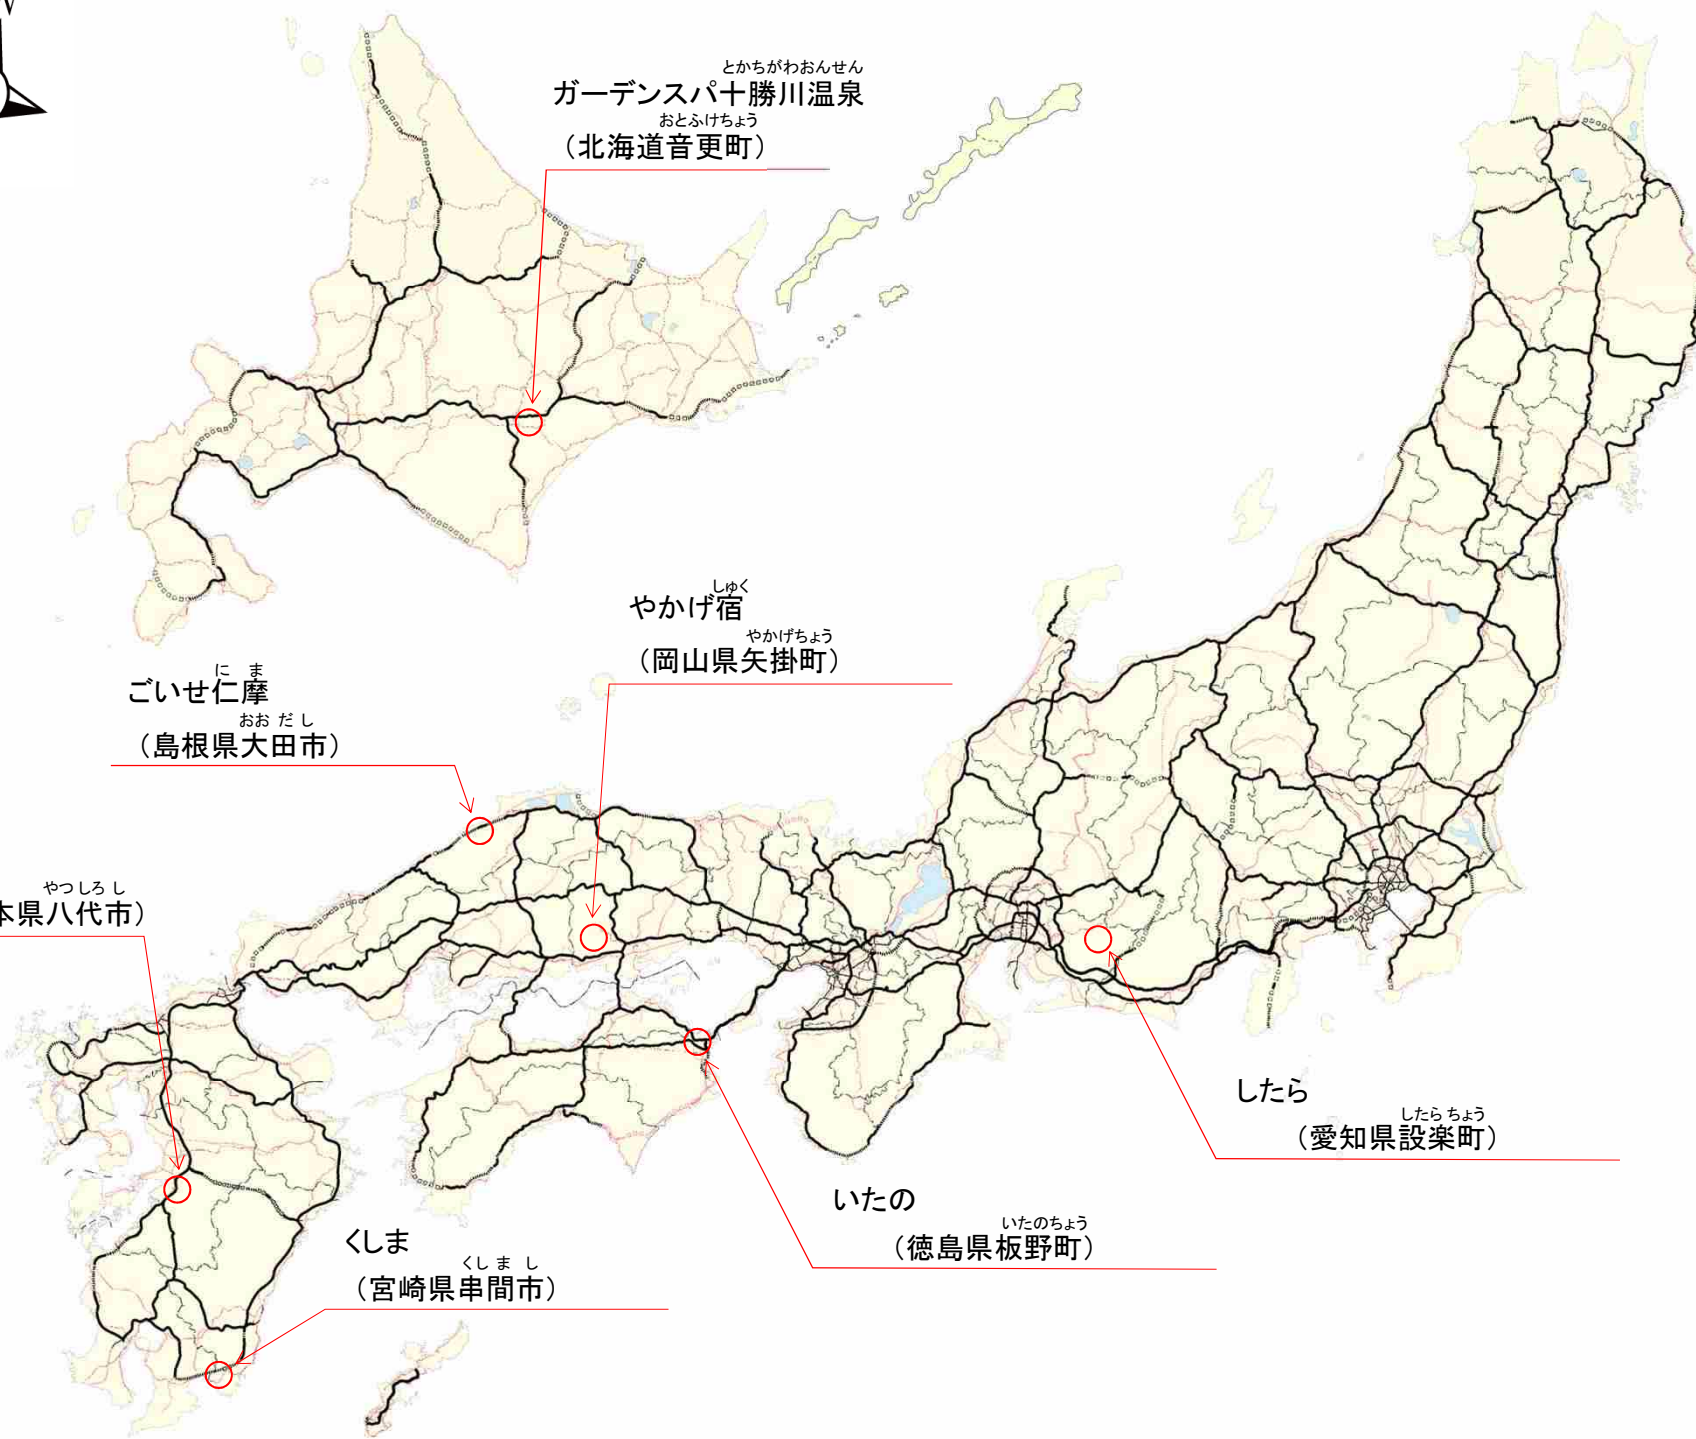 N
とかちがわおんせん
ガーデンスパ十勝川温泉
おとふけちょう
（北海道音更町）
しゅく
やかげ宿
やかげちょう
（岡山県矢掛町）
に ま
ごいせ仁摩
おお だ し
（島根県大田市）
やつしろ し
本県八代市）
したら
したら ちょう
（愛知県設楽町）
いたの
いたのちょう
（徳島県板野町）
くしま
くし ま し
（宮崎県串間市）